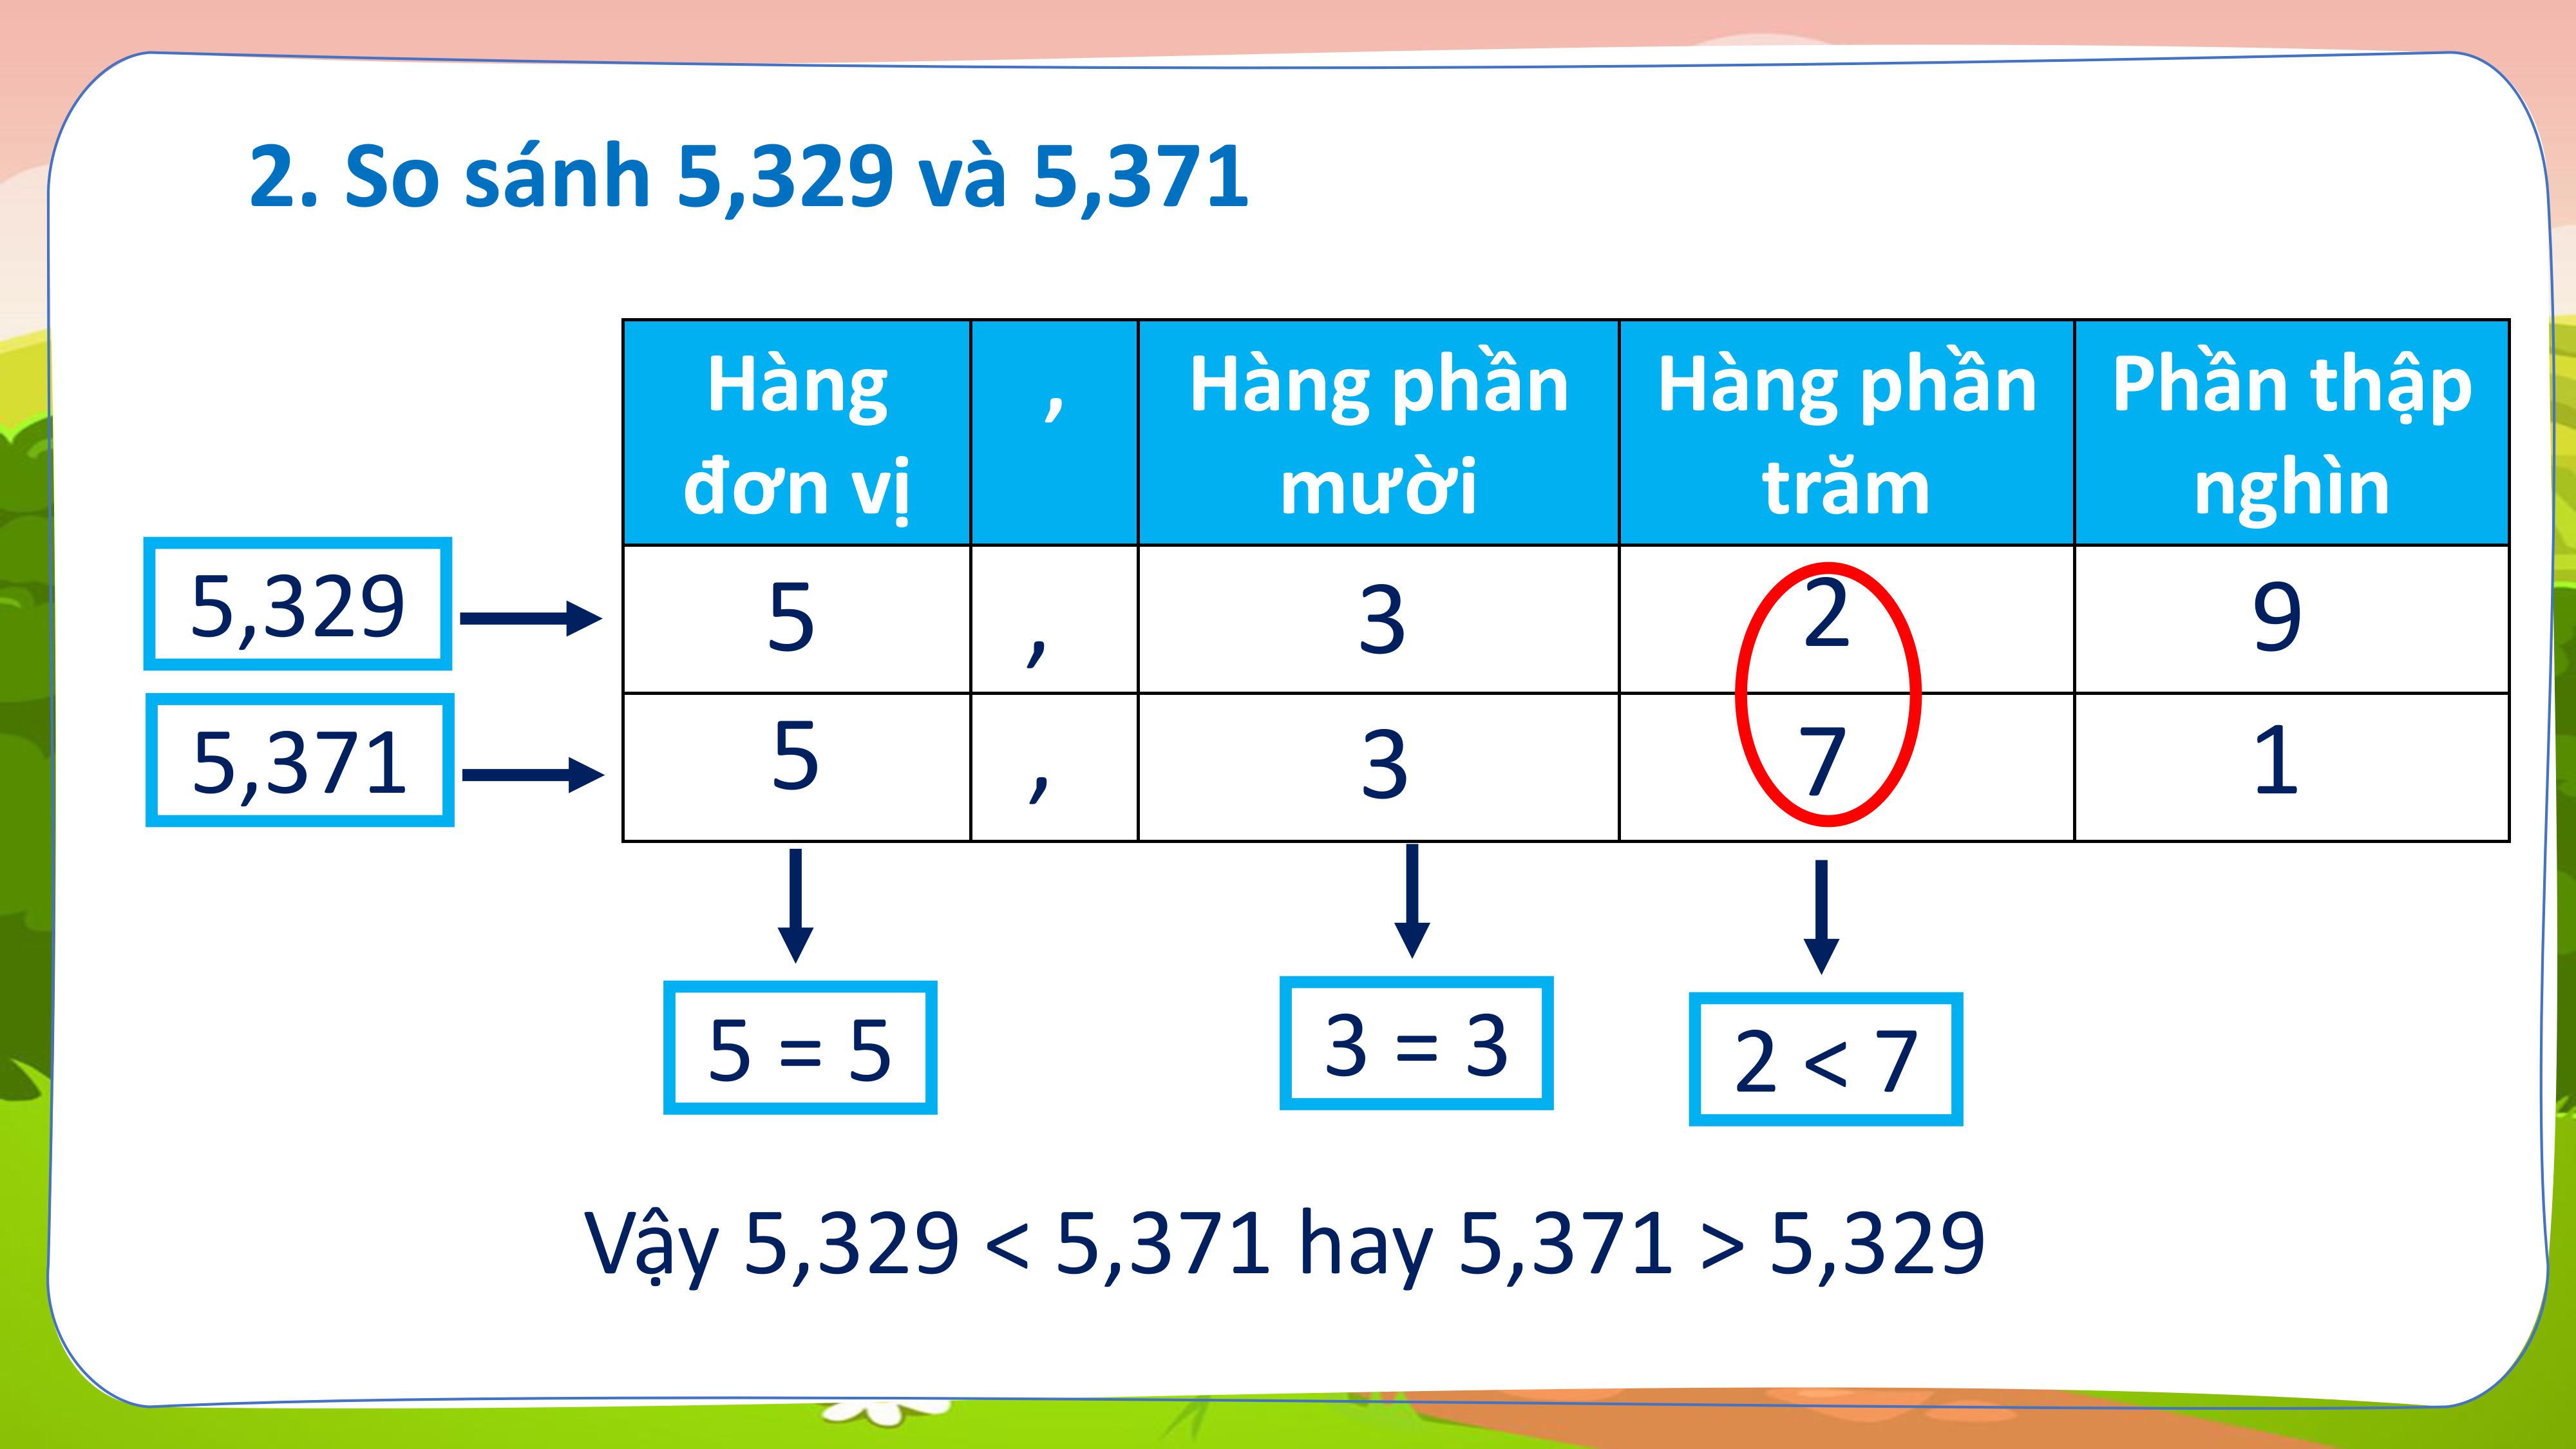 2. So sánh 5,329 và 5,371
Hàng đơn vị , Hàng phần mười Hàng phần trăm Phần thập nghìn
5,329 5 , 3 2 9
5,371 5 , 3 7 1
5 = 5 3 = 3 2 < 7
Vậy 5,329 < 5,371 hay 5,371 > 5,329